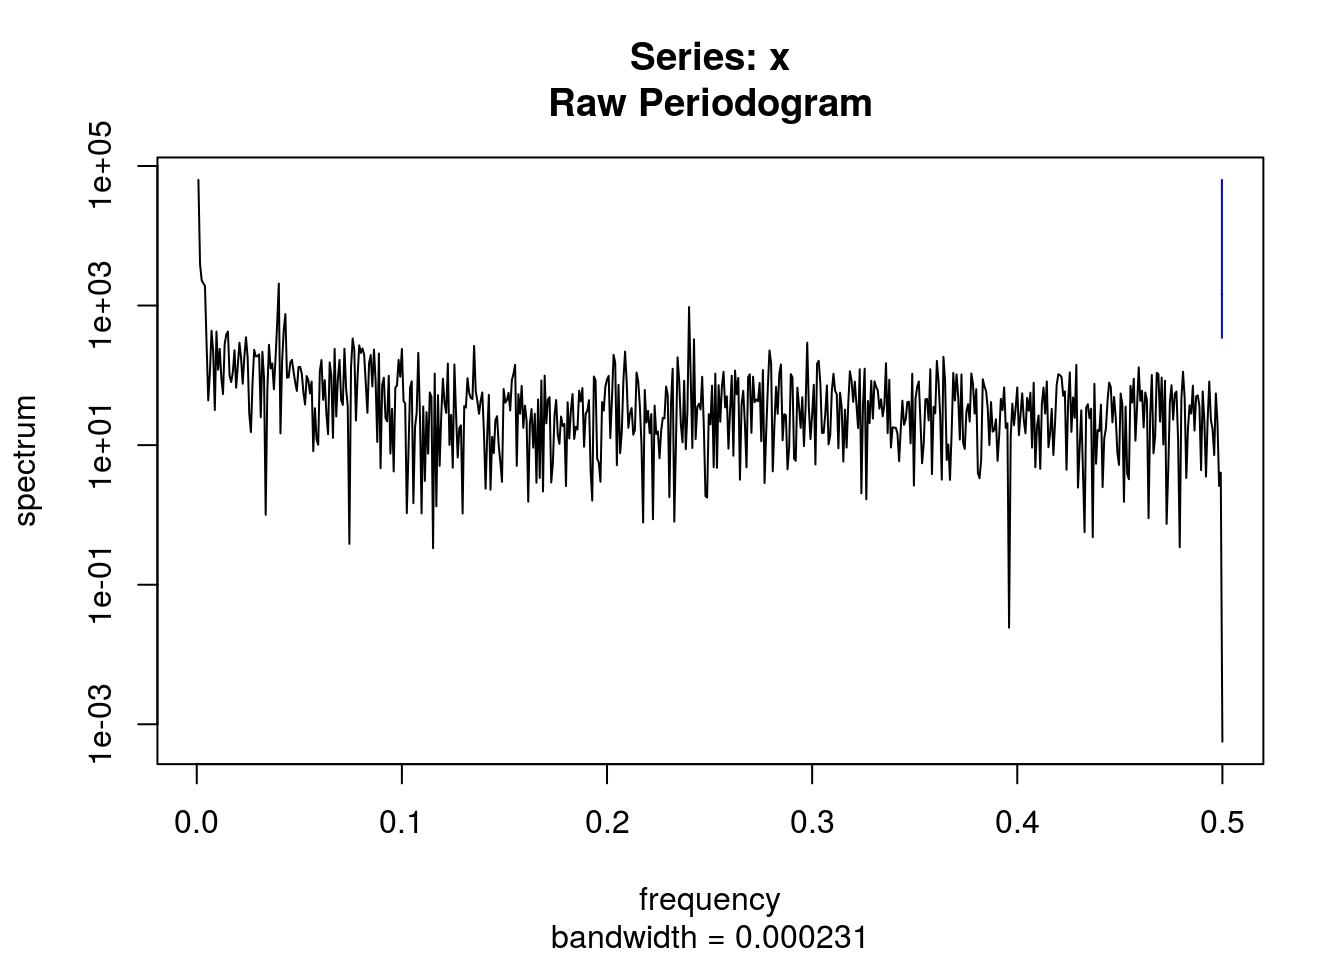 Series: x
Raw Periodogram
1e+05
1e+03
1e+01
1e-01
1e-03
spectrum
0.0 0.1 0.2 0.3 0.4 0.5
frequency
bandwidth = 0.000231